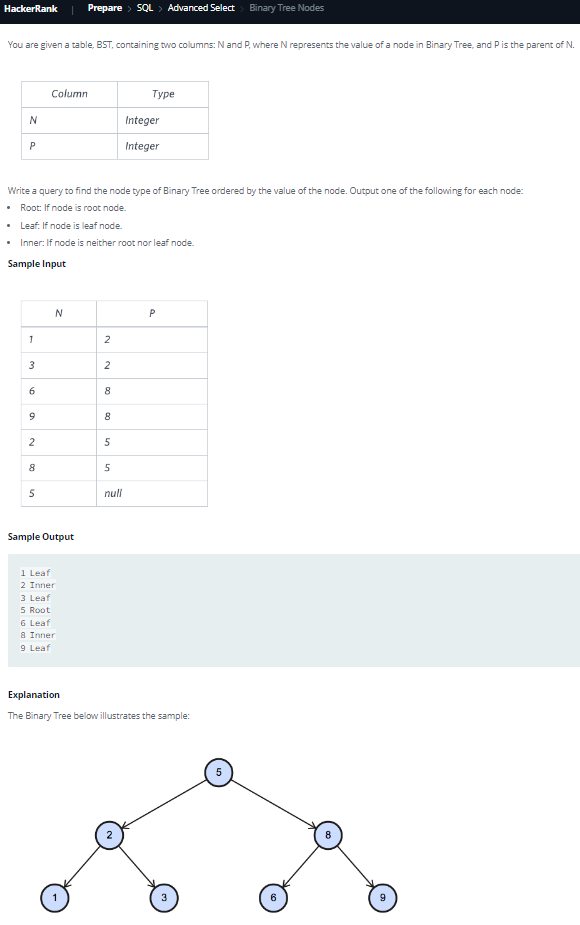 HackerRank | Prepare > SQL > Advanced Select > Binary Tree Nodes
You are given a table, BST, containing two columns: N and P, where N represents the value of a node in Binary Tree, and P is the parent of N.
Column Type
N Integer
P Integer
Write a query to find the node type of Binary Tree ordered by the value of the node. Output one of the following for each node:
• Root: If node is root node.
• Leaf: If node is leaf node.
• Inner: If node is neither root nor leaf node.
Sample Input
N P
1 2
3 2
6 8
9 8
2 5
8 5
5 null
Sample Output
1 Leaf
2 Inner
3 Leaf
5 Root
6 Leaf
8 Inner
9 Leaf
Explanation
The Binary Tree below illustrates the sample:
5
2 8
1 3 6 9